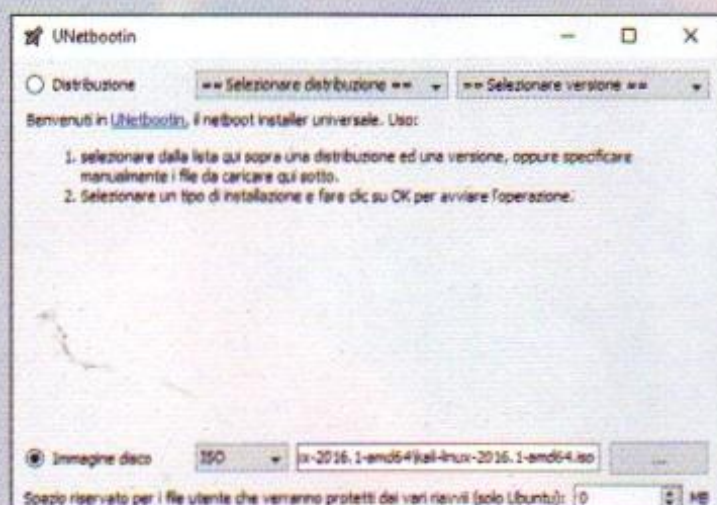 UNetbootin
Distribuzione == Selezionare distribuzione == == Selezionare versione ==
Benvenuti in UNetbootin, il netboot installer universale. Uso:
1. selezionare dalla lista qui sopra una distribuzione ed una versione, oppure specificare
manualmente i file da caricare qui sotto.
2. Selezionare un tipo di installazione e fare clic su OK per avviare l'operazione.
Immagine disco ISO ix-2016.1-amd64\kali-linux-2016.1-amd64.iso ...
Spazio riservato per i file utente che verranno protetti dai vari riavvii (solo Ubuntu): 0 MB